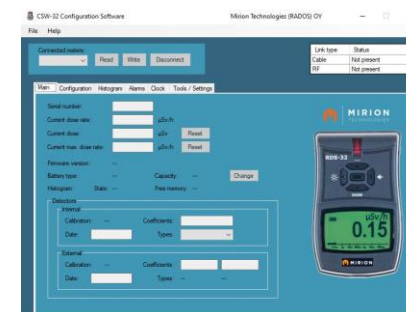 CSW-32 Configuration Software Mirion Technologies (RADOS) OY
File Help
Connected meters:
Read Write Disconnect
Link type Status
Cable Not present
RF Not present
Main Configuration Histogram Alarms Clock Tools / Settings
Serial number:
Current dose rate: µSv/h
Current dose: µSv Reset
Current max. dose rate: µSv/h Reset
Firmware version: ---
Battery type: --- Capacity: --- Change
Histogram: State: --- Free memory: ---
Detectors
Internal
Calibration: --- Coefficients:
Date: Types:
External
Calibration: --- Coefficients:
Date: Types: --- ---
MIRION
TECHNOLOGIES
RDS-32
MODE
µSv/h
0.15
MIRION